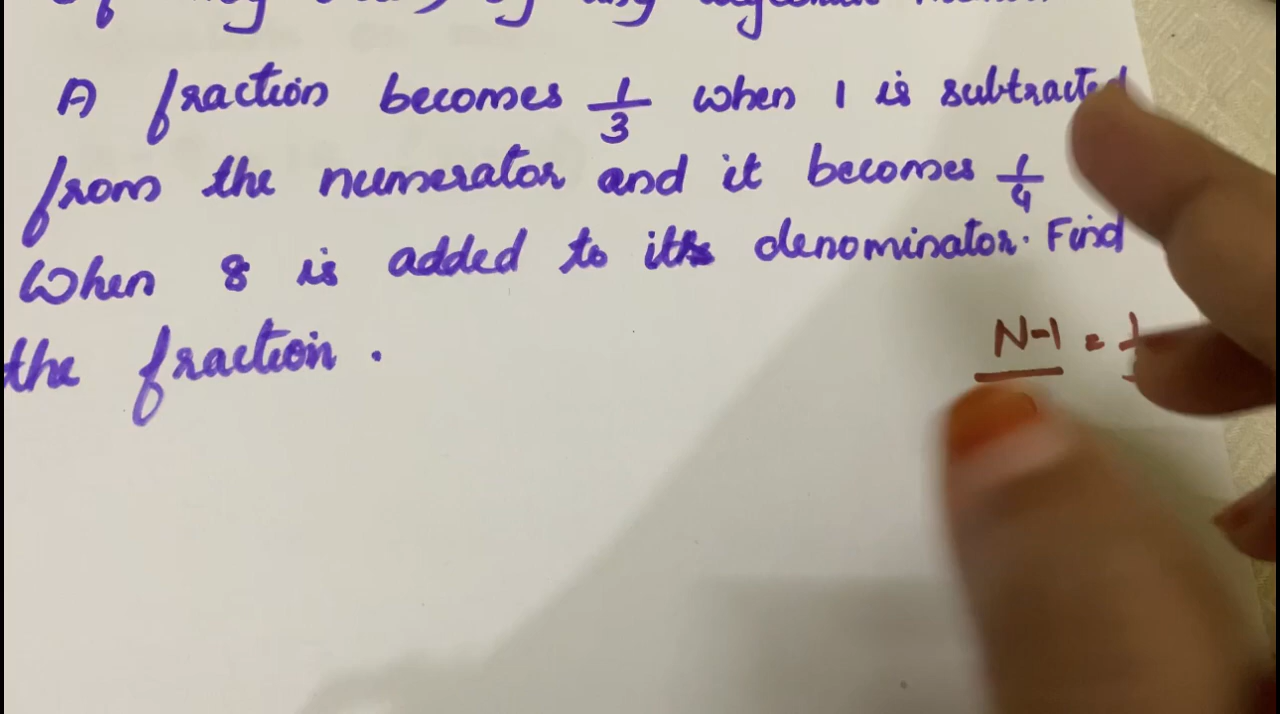 A fraction becomes 1/3 when 1 is subtracted
from the numerator and it becomes 1/4
when 8 is added to its denominator. Find
the fraction.
N-1 =